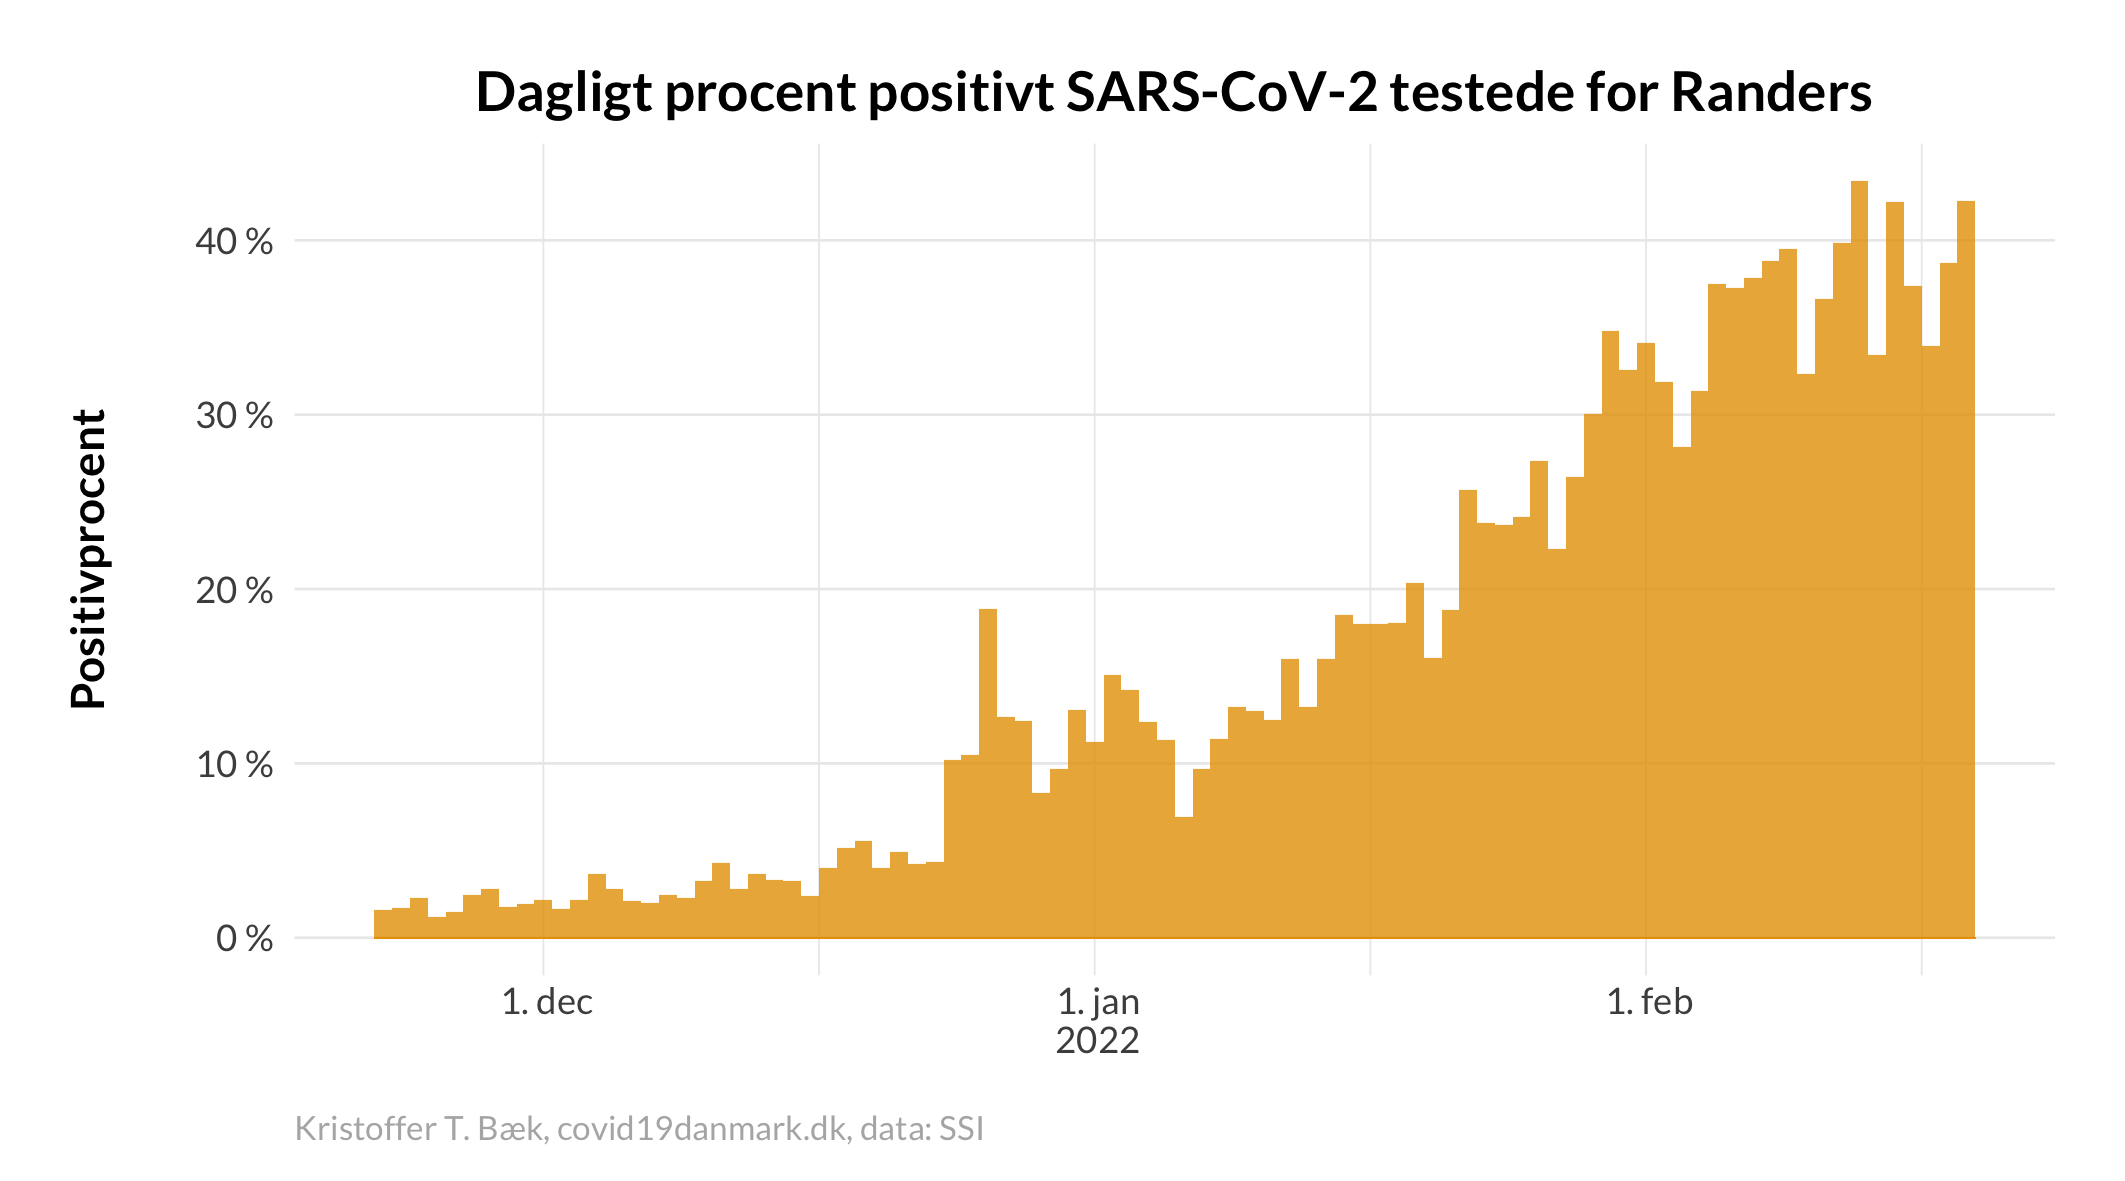 Dagligt procent positivt SARS-CoV-2 testede for Randers
Positivprocent
40 %
30 %
20 %
10 %
0 %
1. dec
1. jan
2022
1. feb
Kristoffer T. Bæk, covid19danmark.dk, data: SSI